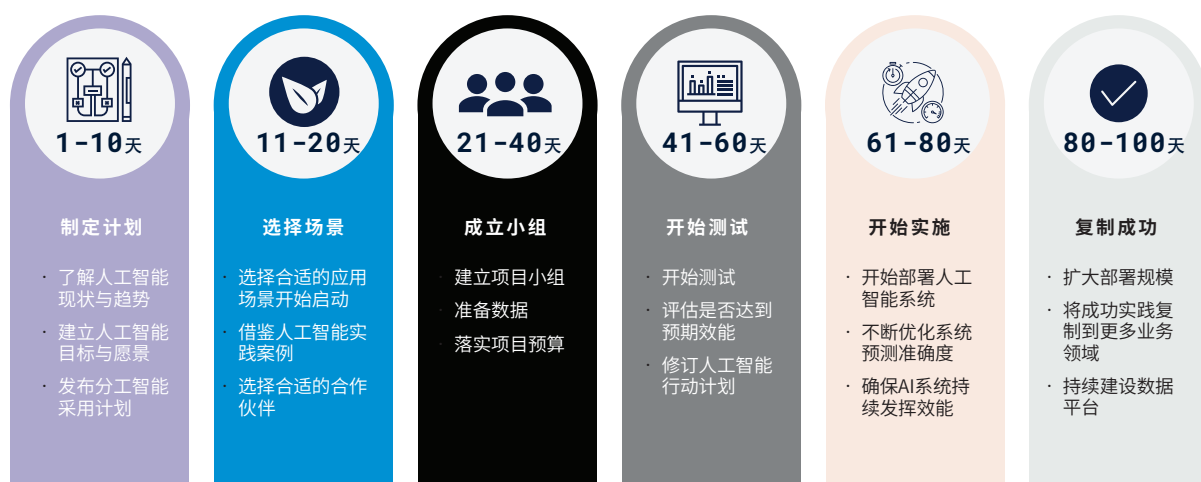 1-10天
制定计划
· 了解人工智能
现状与趋势
· 建立人工智能
目标与愿景
· 发布分工智能
采用计划
11-20天
选择场景
· 选择合适的应用
场景开始启动
· 借鉴人工智能实
践案例
· 选择合适的合作
伙伴
21-40天
成立小组
· 建立项目小组
· 准备数据
· 落实项目预算
41-60天
开始测试
· 开始测试
· 评估是否达到
预期效能
· 修订人工智能
行动计划
61-80天
开始实施
· 开始部署人工
智能系统
· 不断优化系统
预测准确度
· 确保AI系统持
续发挥效能
80-100天
复制成功
· 扩大部署规模
· 将成功实践复
制到更多业务
领域
· 持续建设数据
平台